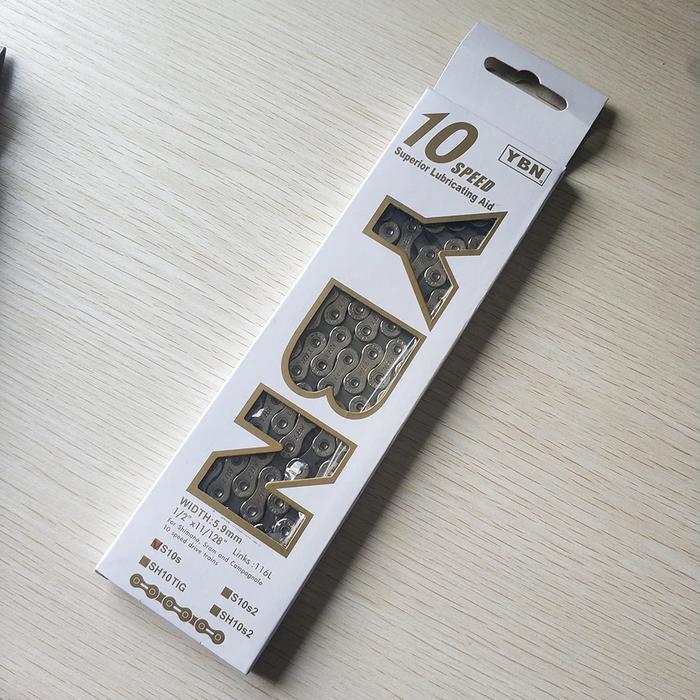 10 SPEED
YBN
Superior Lubricating Aid
YBN
WIDTH:5.9mm
1/2"x11/128" Links:116L
For Shimano, Sram and Campagnolo
10 speed drive trains
S10s
S10s2
SH10TIG
SH10s2